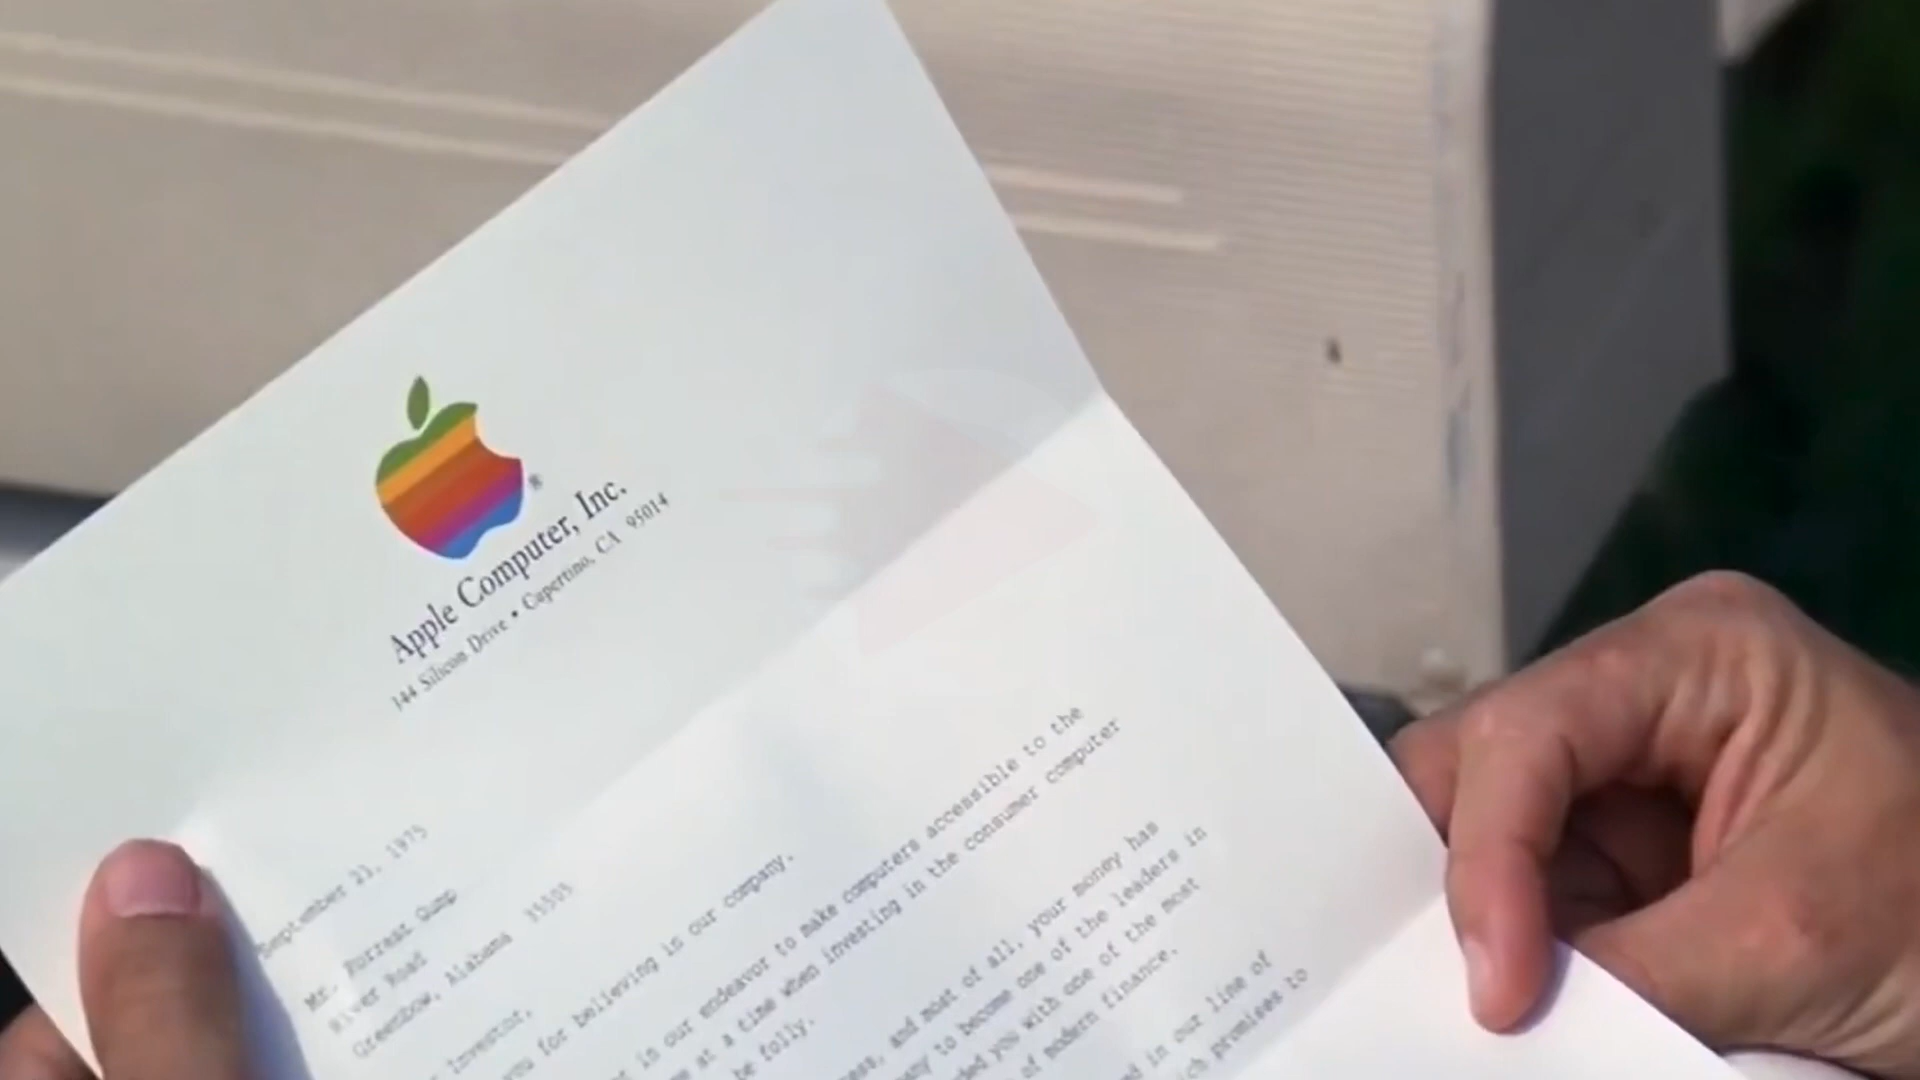 ®
Apple Computer, Inc.
144 Silicon Drive • Cupertino, CA 95014
September 23, 1975
Mr. Forrest Gump
River Road
Greenbow, Alabama 35505
Investor,
you for believing is our company.
in our endeavor to make computers accessible to the
at a time when investing in the consumer computer
be folly.
and most of all, your money has
to become one of the leaders in
you with one of the most
of modern finance.
in our line of
promises to